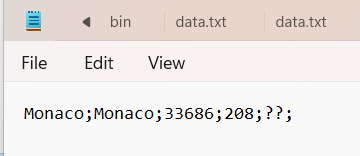 bin data.txt data.txt
File Edit View
Monaco;Monaco;33686;208;??;